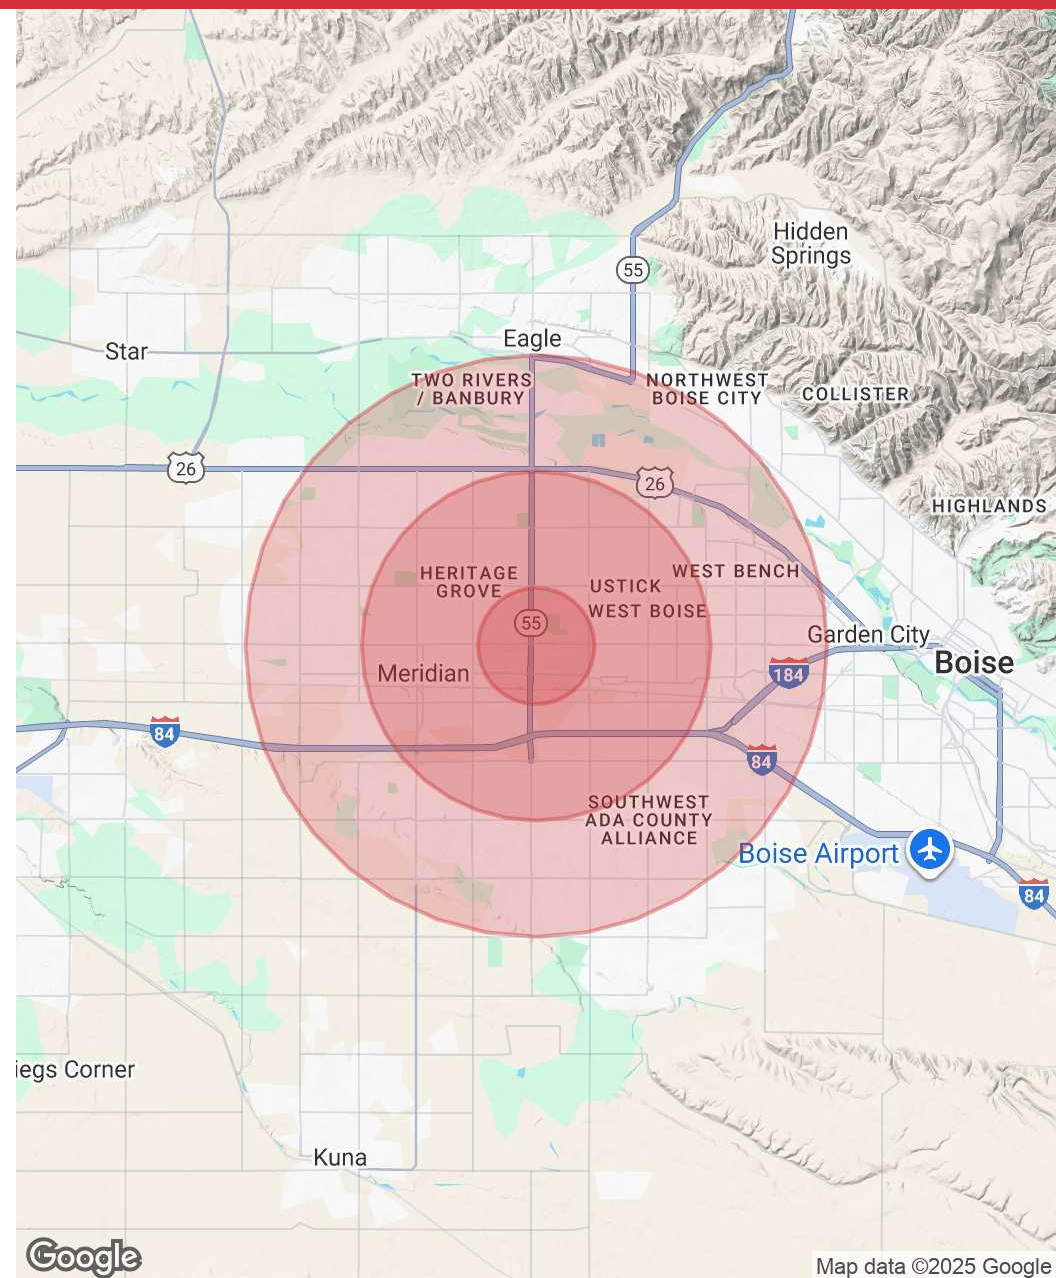 Hidden
Springs
55
Eagle
Star
TWO RIVERS
/ BANBURY
NORTHWEST
BOISE CITY
COLLISTER
26
26
HIGHLANDS
HERITAGE
GROVE
WEST BENCH
USTICK
WEST BOISE
55
Garden City
Boise
Meridian
184
84
84
SOUTHWEST
ADA COUNTY
ALLIANCE
Boise Airport
84
iegs Corner
Kuna
Google
Map data ©2025 Google